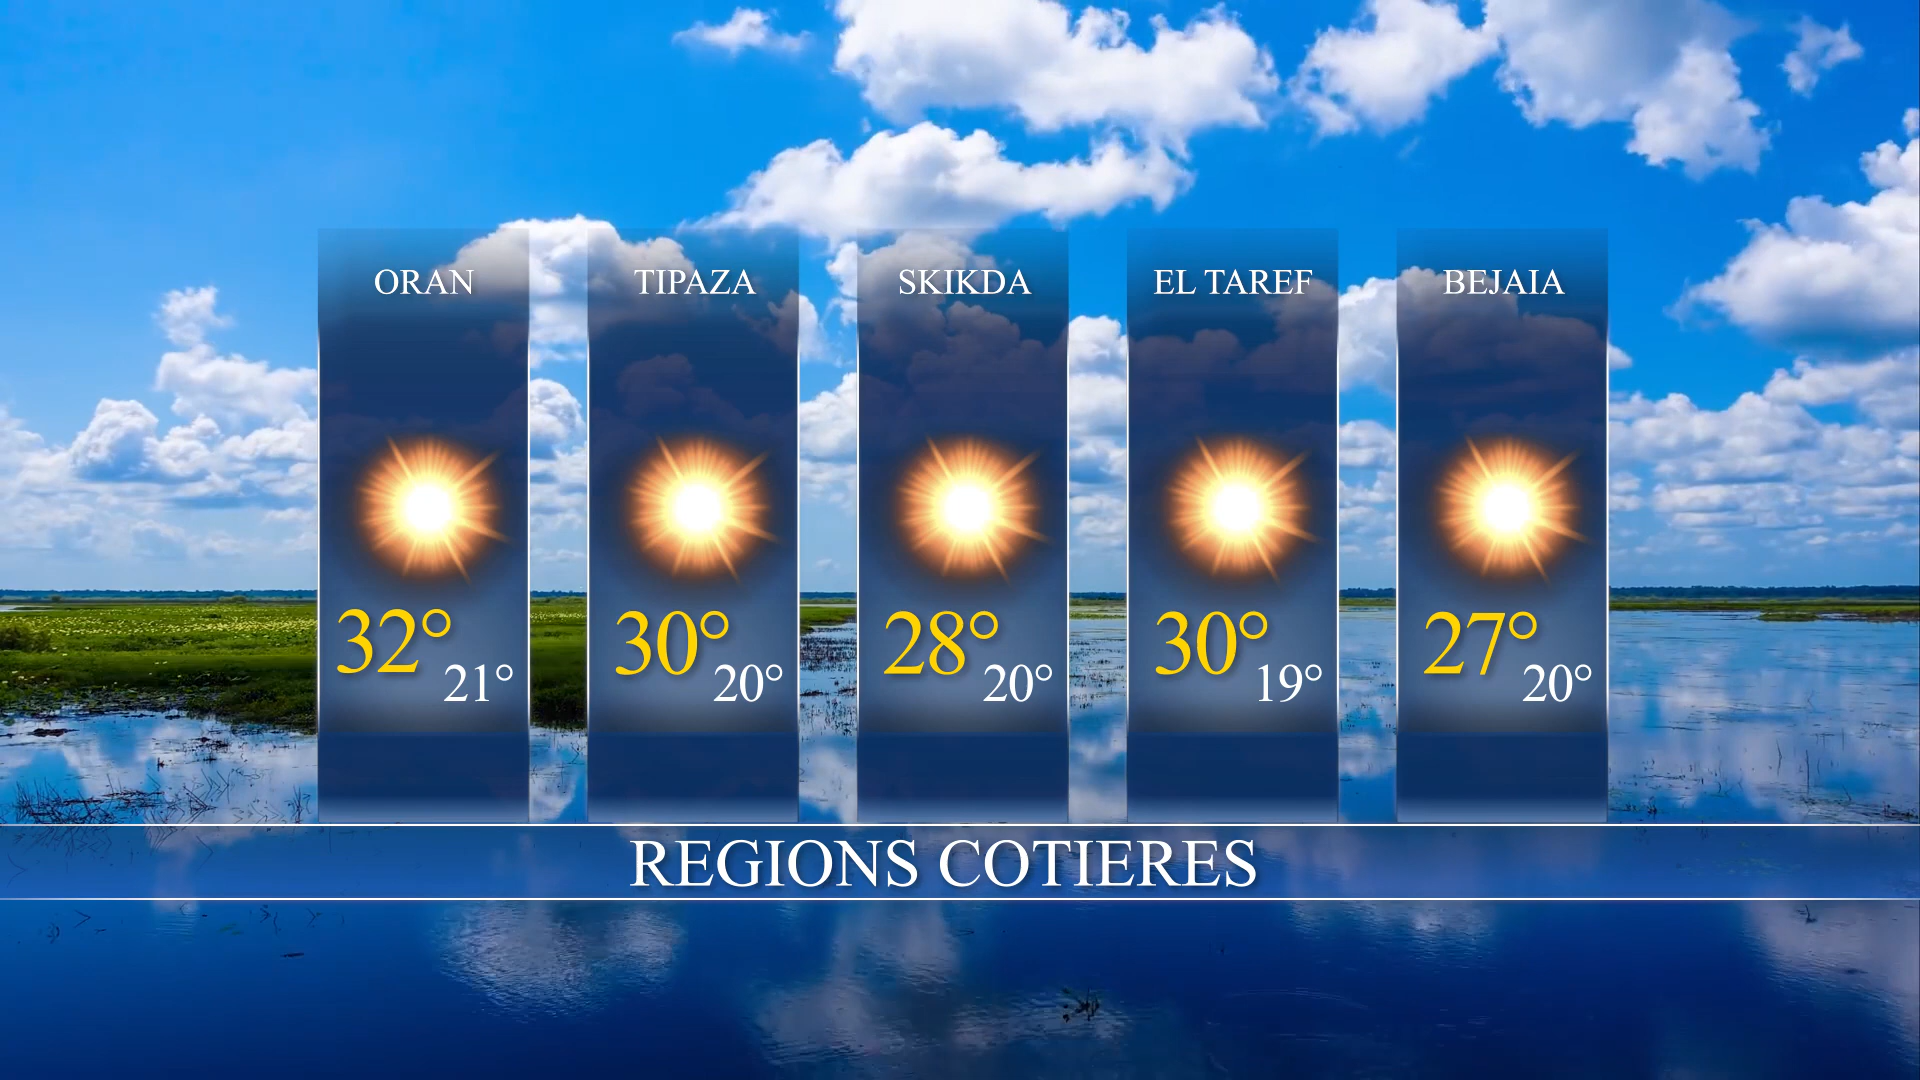 ORAN
TIPAZA
SKIKDA
EL TAREF
BEJAIA
32° 21°
30° 20°
28° 20°
30° 19°
27° 20°
REGIONS COTIERES